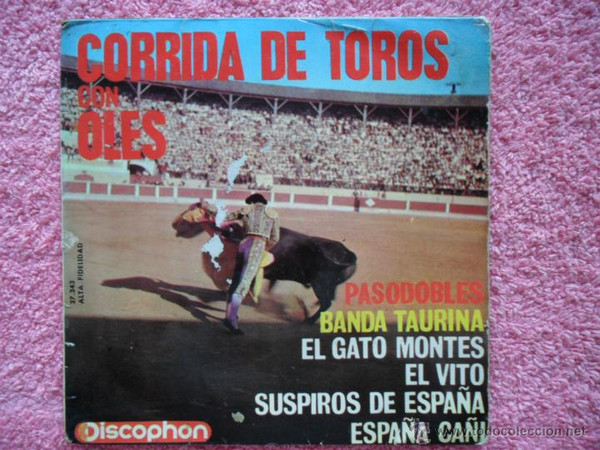 CORRIDA DE TOROS
CON
OLES
27.343
ALTA FIDELIDAD
PASODOBLES
BANDA TAURINA
EL GATO MONTES
EL VITO
SUSPIROS DE ESPAÑA
ESPAÑA CAÑI
Discophon
todocoleccion.net